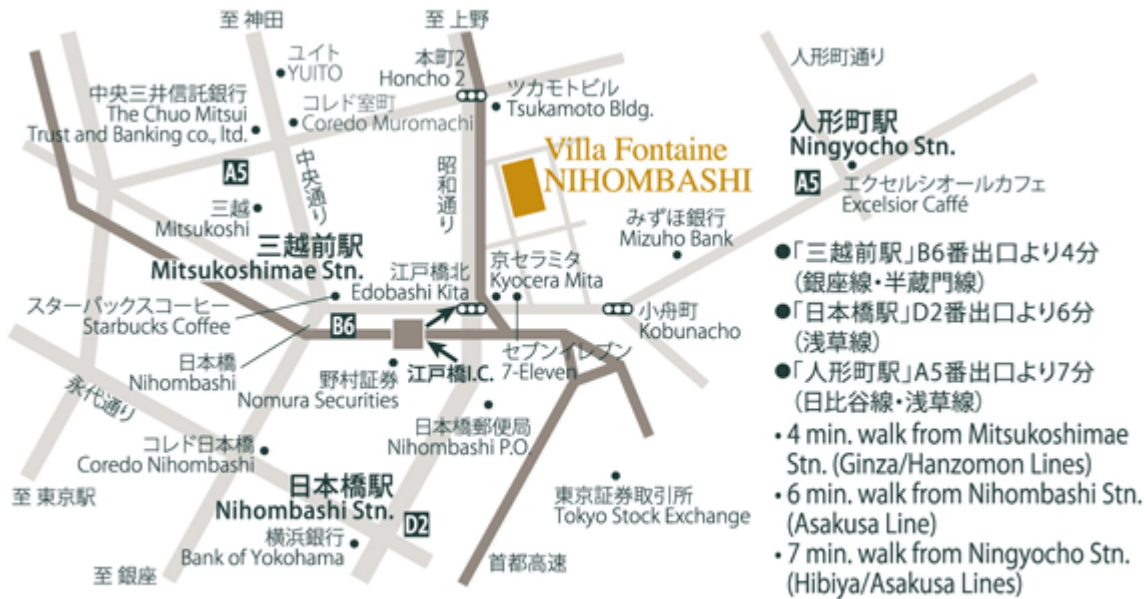 至 神田
至 上野
ユイト
YUITO
本町2
Honcho 2
人形町通り
中央三井信託銀行
The Chuo Mitsui
Trust and Banking co., ltd.
コレド室町
Coredo Muromachi
ツカモトビル
Tsukamoto Bldg.
人形町駅
Ningyocho Stn.
A5
エクセルシオールカフェ
Excelsior Caffé
Villa Fontaine
NIHOMBASHI
A5
中央通り
昭和通り
三越
Mitsukoshi
みずほ銀行
Mizuho Bank
三越前駅
Mitsukoshimae Stn.
江戸橋北
Edobashi Kita
京セラミタ
Kyocera Mita
スターバックスコーヒー
Starbucks Coffee
B6
小舟町
Kobunacho
日本橋
Nihombashi
野村証券
Nomura Securities
江戸橋I.C.
セブンイレブン
7-Eleven
永代通り
日本橋郵便局
Nihombashi P.O.
コレド日本橋
Coredo Nihombashi
至 東京駅
日本橋駅
Nihombashi Stn.
D2
東京証券取引所
Tokyo Stock Exchange
横浜銀行
Bank of Yokohama
至 銀座
首都高速
●「三越前駅」B6番出口より4分
(銀座線・半蔵門線)
●「日本橋駅」D2番出口より6分
(浅草線)
●「人形町駅」A5番出口より7分
(日比谷線・浅草線)
・4 min. walk from Mitsukoshimae
Stn. (Ginza/Hanzomon Lines)
・6 min. walk from Nihombashi Stn.
(Asakusa Line)
・7 min. walk from Ningyocho Stn.
(Hibiya/Asakusa Lines)